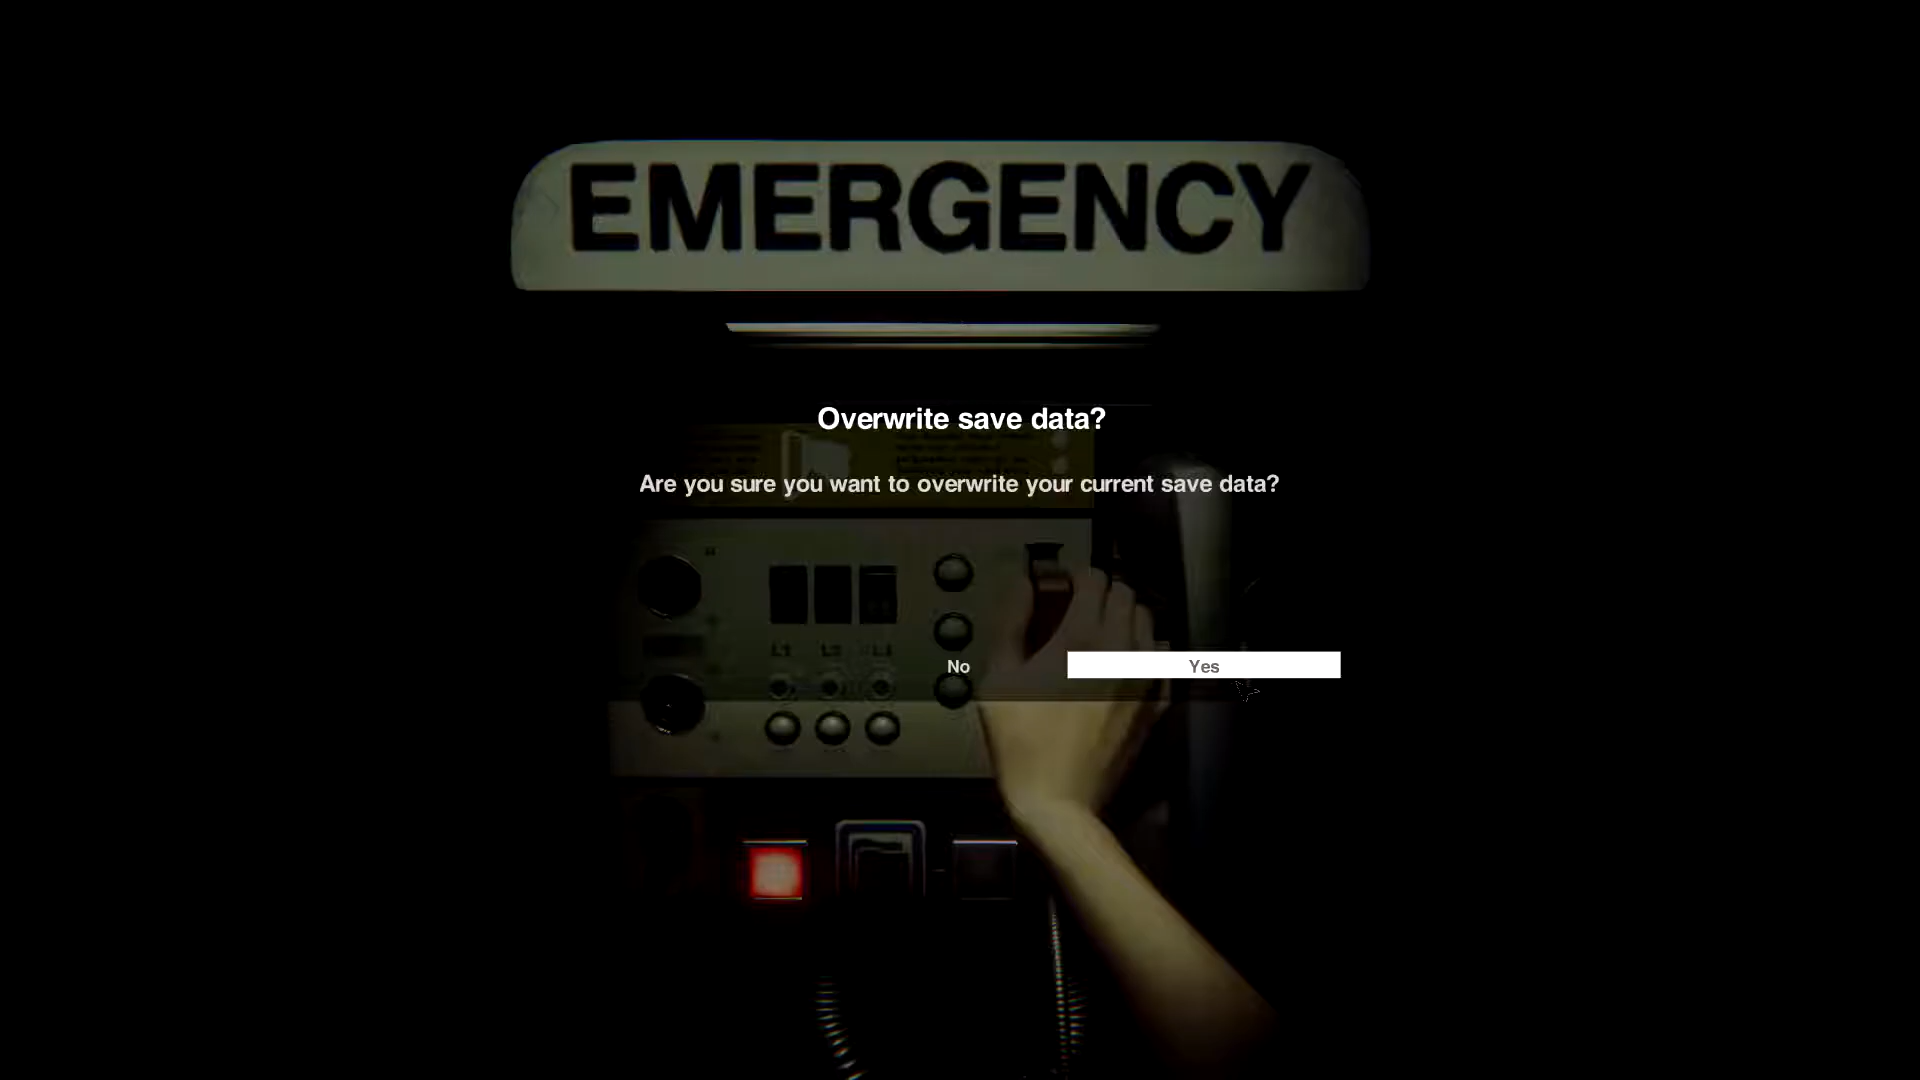 EMERGENCY
Overwrite save data?
Are you sure you want to overwrite your current save data?
No
Yes